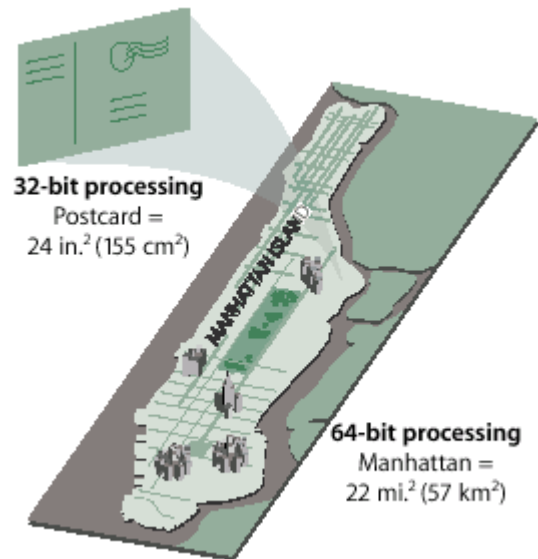 32-bit processing
Postcard =
24 in.² (155 cm²)
MANHATTAN ISLAND
64-bit processing
Manhattan =
22 mi.² (57 km²)